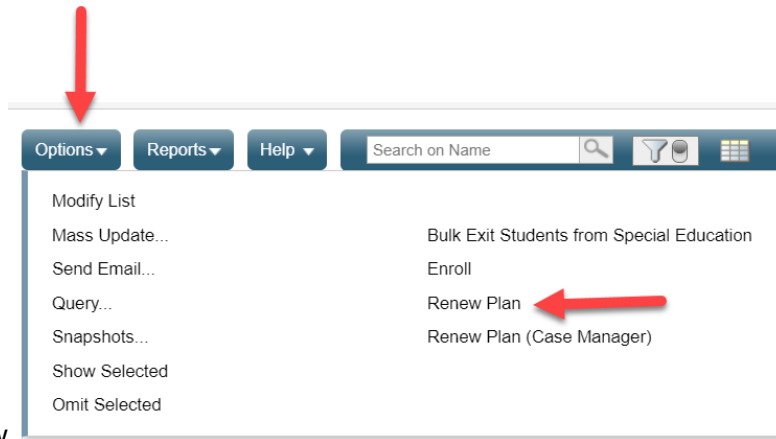 Options Reports Help Search on Name
Modify List
Mass Update... Bulk Exit Students from Special Education
Send Email... Enroll
Query... Renew Plan
Snapshots... Renew Plan (Case Manager)
Show Selected
Omit Selected